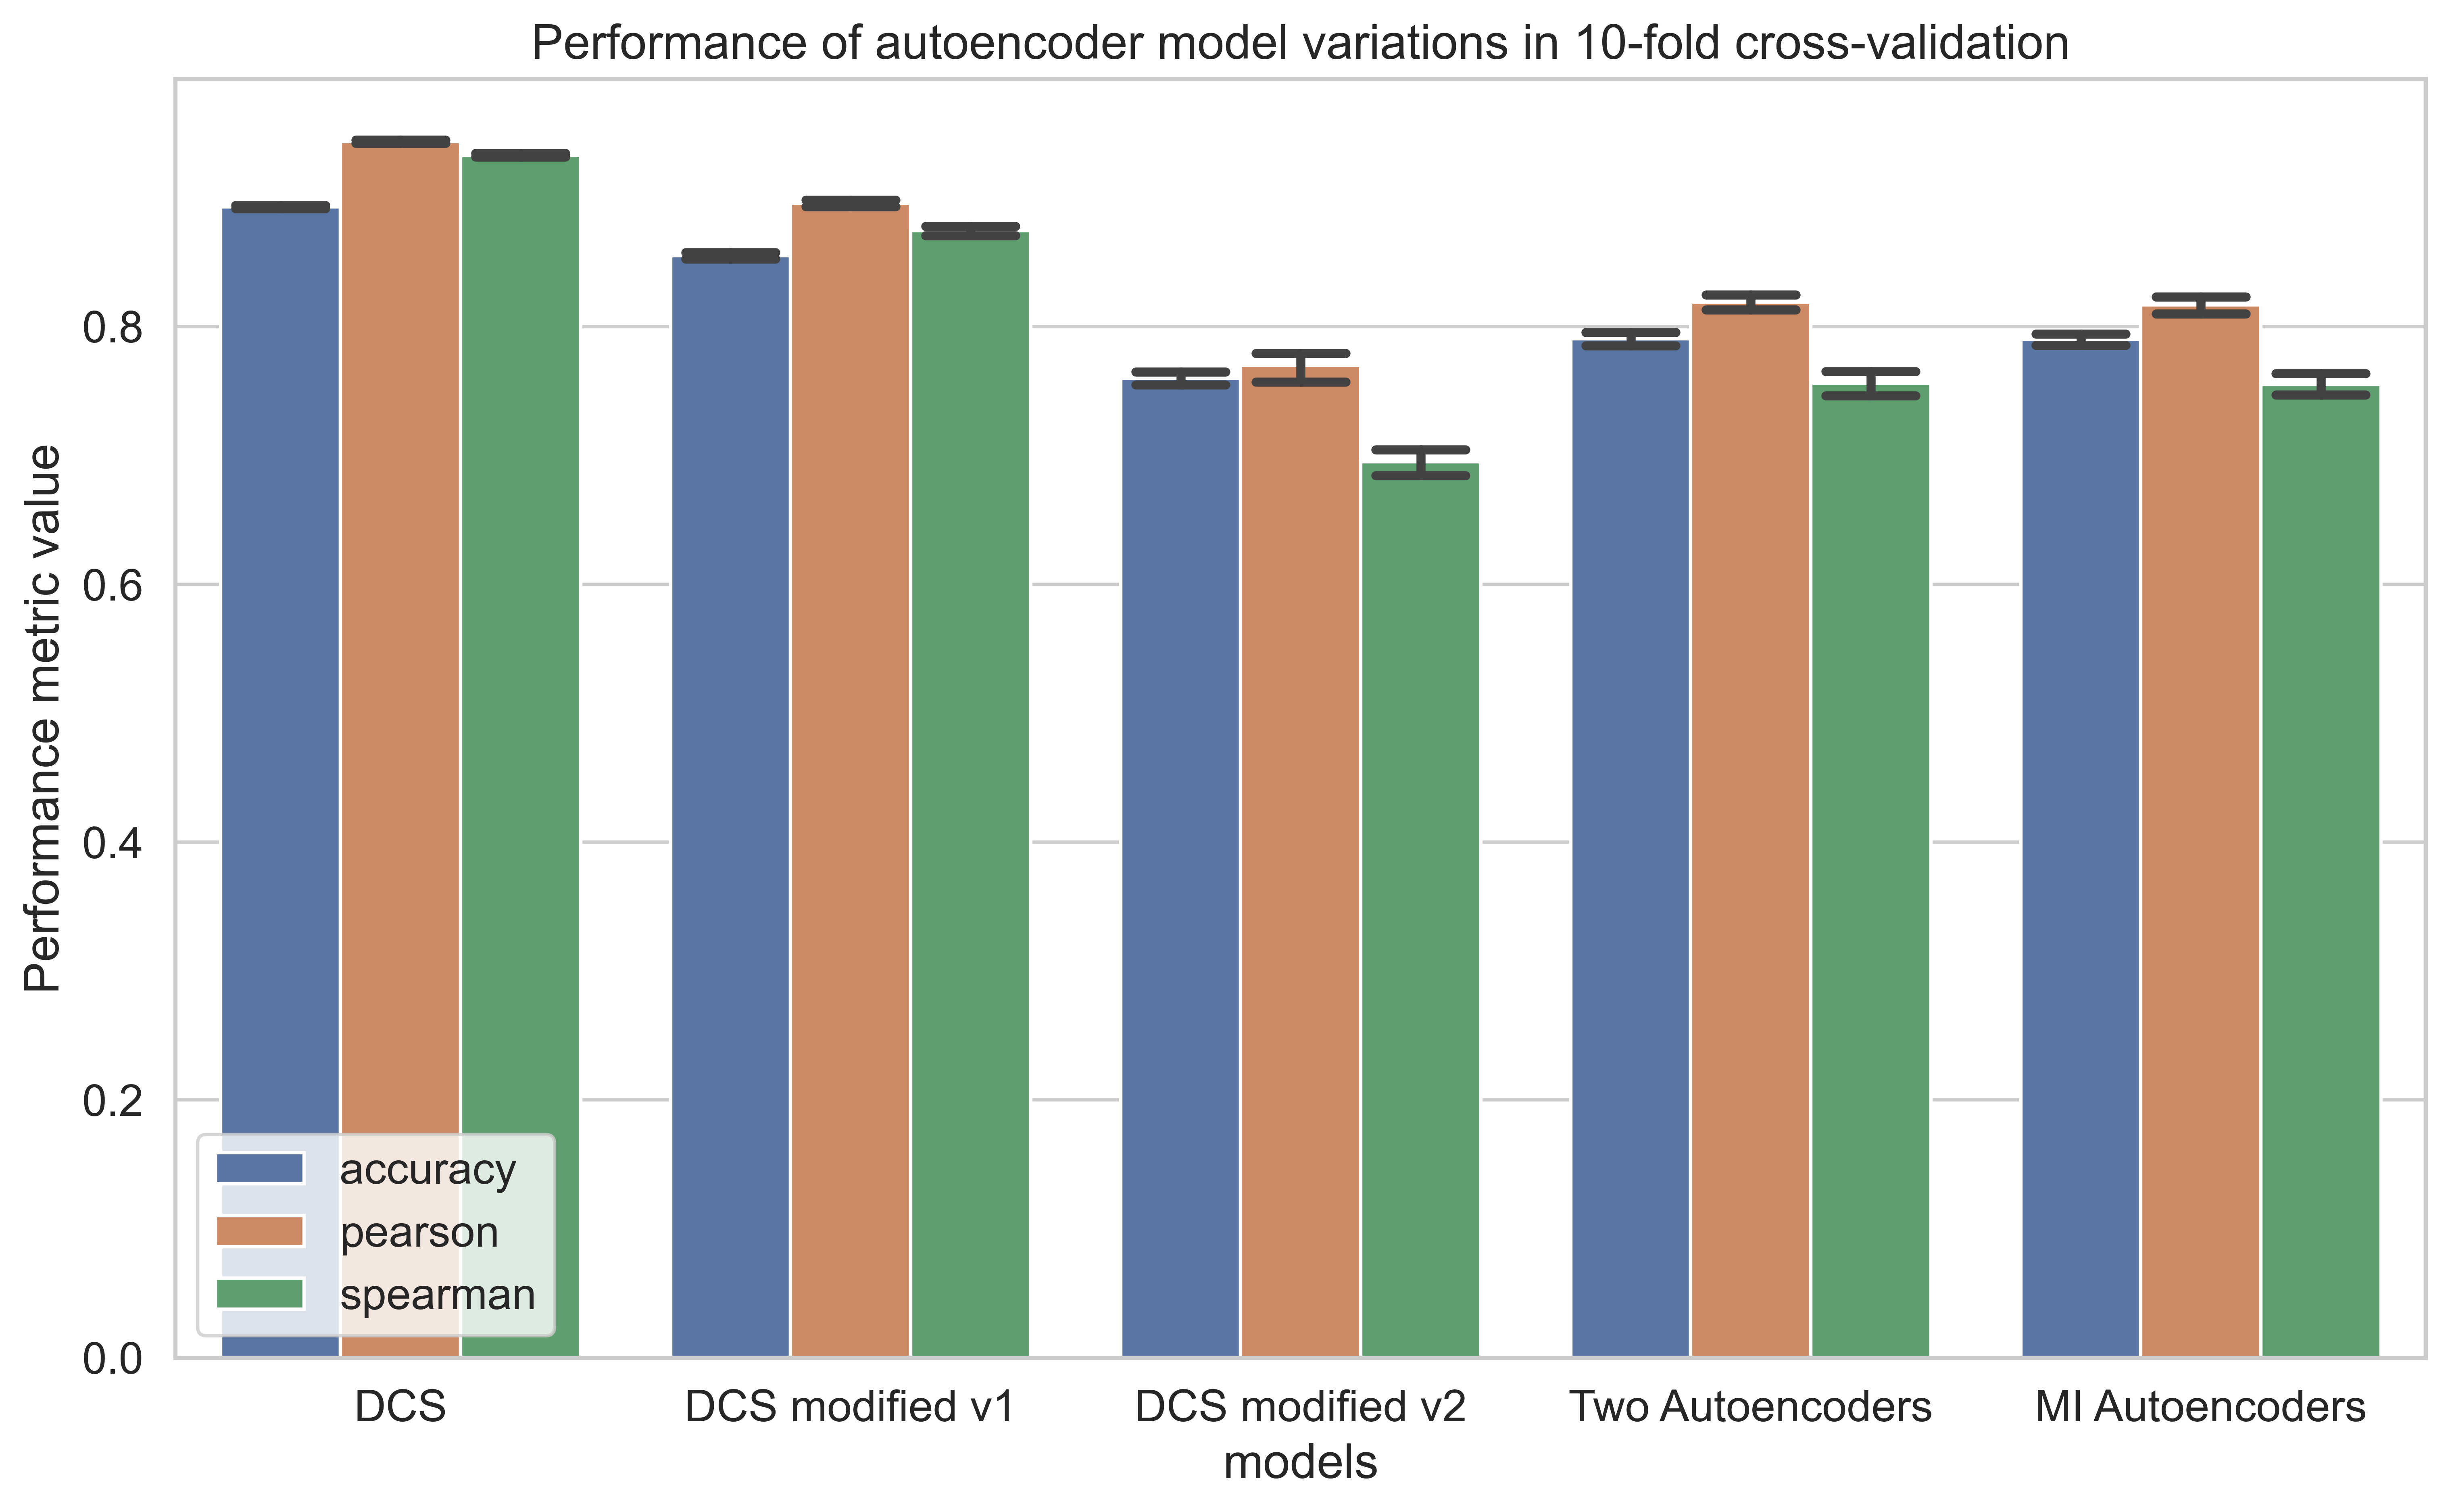 Performance of autoencoder model variations in 10-fold cross-validation
Performance metric value
0.8
0.6
0.4
0.2
0.0
accuracy
pearson
spearman
DCS
DCS modified v1
DCS modified v2
Two Autoencoders
MI Autoencoders
models